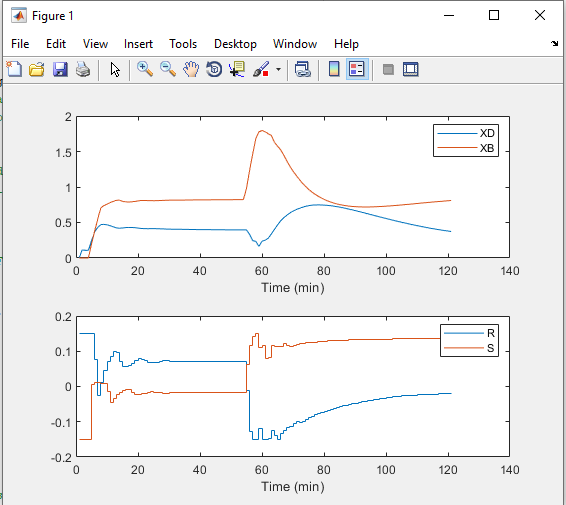 Figure 1
File Edit View Insert Tools Desktop Window Help
2
1.5
1
0.5
0
0 20 40 60 80 100 120 140
Time (min)
XD
XB
0.2
0.1
0
-0.1
-0.2
0 20 40 60 80 100 120 140
Time (min)
R
S